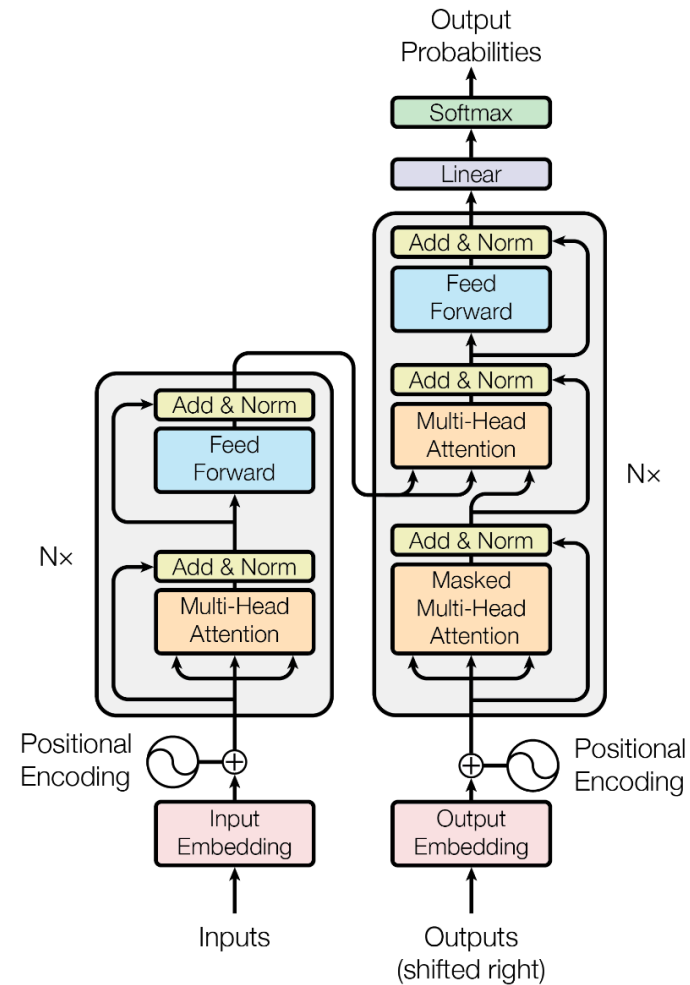 Output
Probabilities
Softmax
Linear
Add & Norm
Feed
Forward
Add & Norm
Multi-Head
Attention
Nx
Add & Norm
Masked
Multi-Head
Attention
Add & Norm
Feed
Forward
Nx
Add & Norm
Multi-Head
Attention
Positional
Encoding
Positional
Encoding
Input
Embedding
Output
Embedding
Inputs
Outputs
(shifted right)